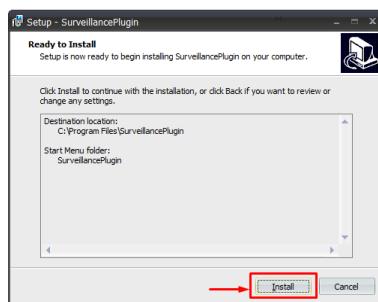 Setup - SurveillancePlugin
Ready to Install
Setup is now ready to begin installing SurveillancePlugin on your computer.
Click Install to continue with the installation, or click Back if you want to review or
change any settings.
Destination location:
C:\Program Files\SurveillancePlugin
Start Menu folder:
SurveillancePlugin
Install
Cancel